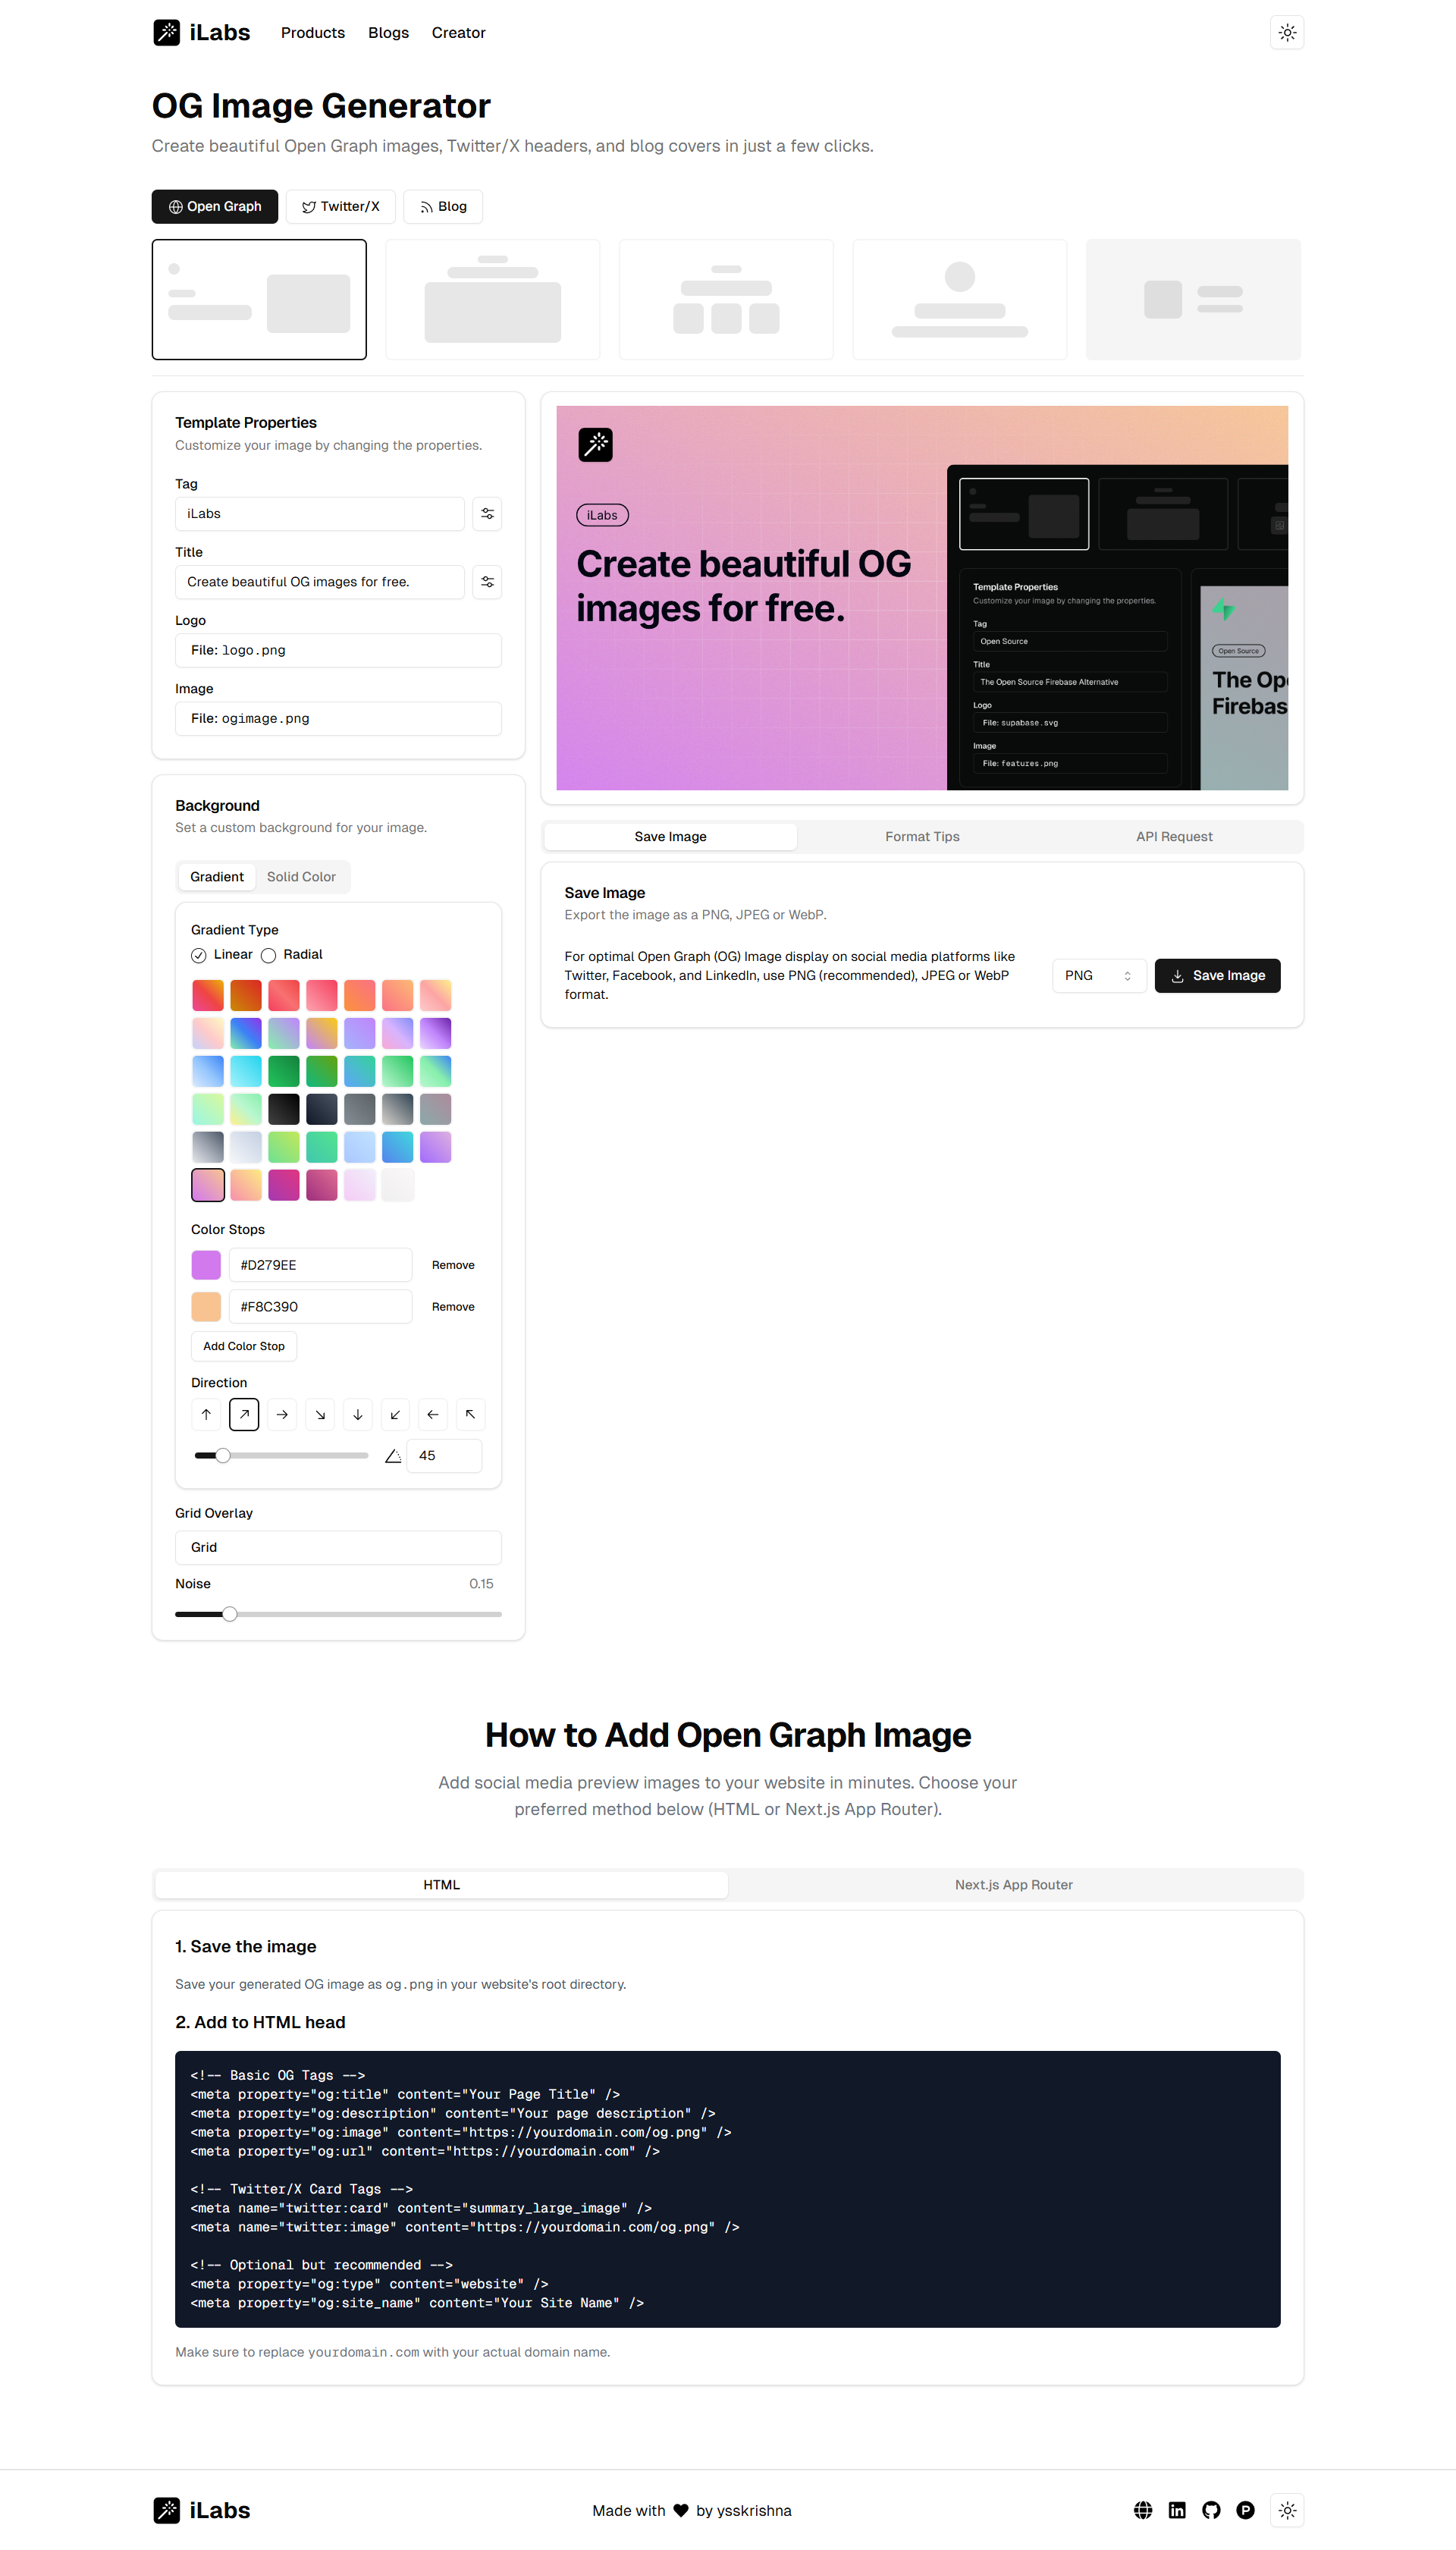 iLabs
Products
Blogs
Creator
OG Image Generator
Create beautiful Open Graph images, Twitter/X headers, and blog covers in just a few clicks.
Open Graph
Twitter/X
Blog
Template Properties
Customize your image by changing the properties.
Tag
iLabs
Title
Create beautiful OG images for free.
Logo
File: logo.png
Image
File: ogimage.png
Background
Set a custom background for your image.
Gradient
Solid Color
Gradient Type
Linear
Radial
Color Stops
#D279EE
Remove
#F8C390
Remove
Add Color Stop
Direction
45
Grid Overlay
Grid
Noise
0.15
iLabs
Create beautiful OG
images for free.
Template Properties
Customize your image by changing the properties.
Tag
Open Source
Title
The Open Source Firebase Alternative
Logo
File: supabase.svg
Image
File: features.png
Open Source
The Op
Firebas
Save Image
Format Tips
API Request
Save Image
Export the image as a PNG, JPEG or WebP.
For optimal Open Graph (OG) Image display on social media platforms like
Twitter, Facebook, and LinkedIn, use PNG (recommended), JPEG or WebP
format.
PNG
Save Image
How to Add Open Graph Image
Add social media preview images to your website in minutes. Choose your
preferred method below (HTML or Next.js App Router).
HTML
Next.js App Router
1. Save the image
Save your generated OG image as og.png in your website's root directory.
2. Add to HTML head
<!-- Basic OG Tags -->
<meta property="og:title" content="Your Page Title" />
<meta property="og:description" content="Your page description" />
<meta property="og:image" content="https://yourdomain.com/og.png" />
<meta property="og:url" content="https://yourdomain.com" />
<!-- Twitter/X Card Tags -->
<meta name="twitter:card" content="summary_large_image" />
<meta name="twitter:image" content="https://yourdomain.com/og.png" />
<!-- Optional but recommended -->
<meta property="og:type" content="website" />
<meta property="og:site_name" content="Your Site Name" />
Make sure to replace yourdomain.com with your actual domain name.
iLabs
Made with ♥ by ysskrishna